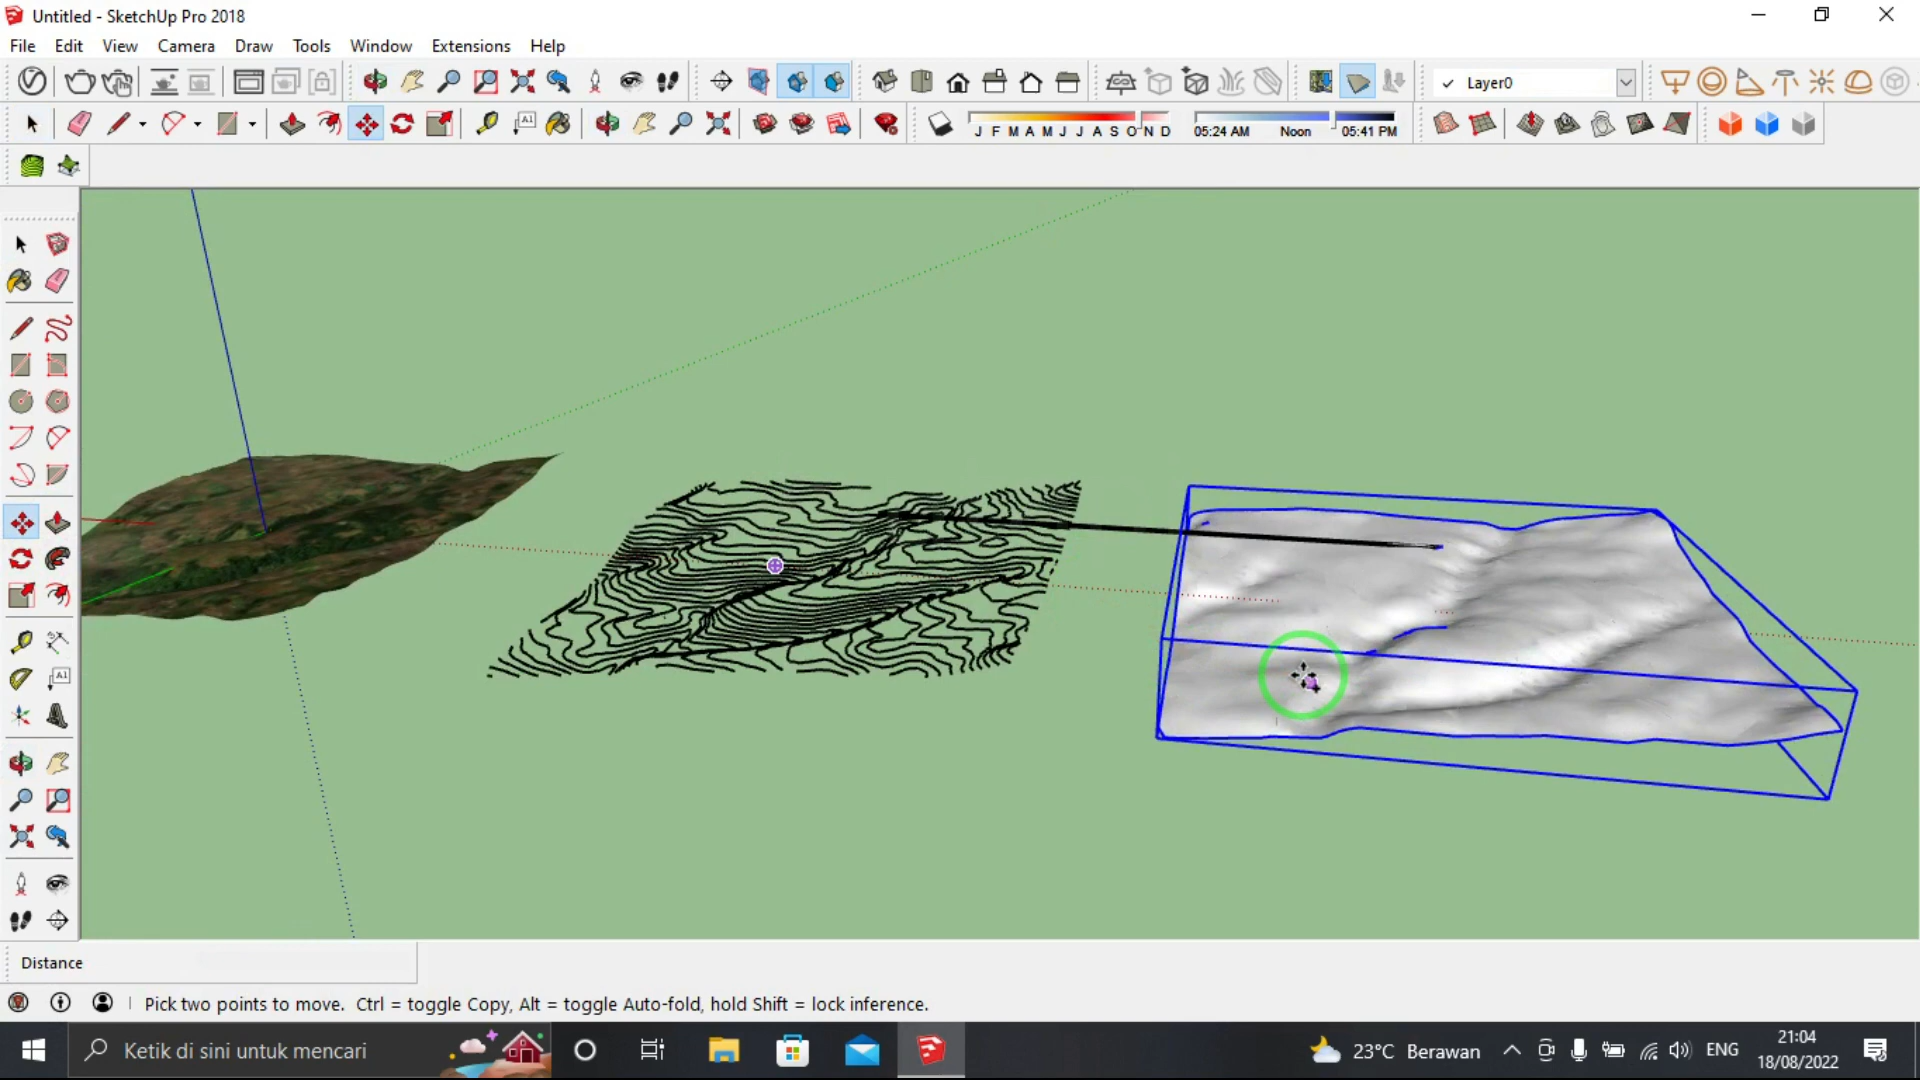 Untitled - SketchUp Pro 2018
File Edit View Camera Draw Tools Window Extensions Help
Layer0
A1
J F M A M J J A S O N D
05:24 AM Noon 05:41 PM
A1
Distance
Pick two points to move. Ctrl = toggle Copy, Alt = toggle Auto-fold, hold Shift = lock inference.
Ketik di sini untuk mencari
23°C Berawan
ENG
21:04
18/08/2022